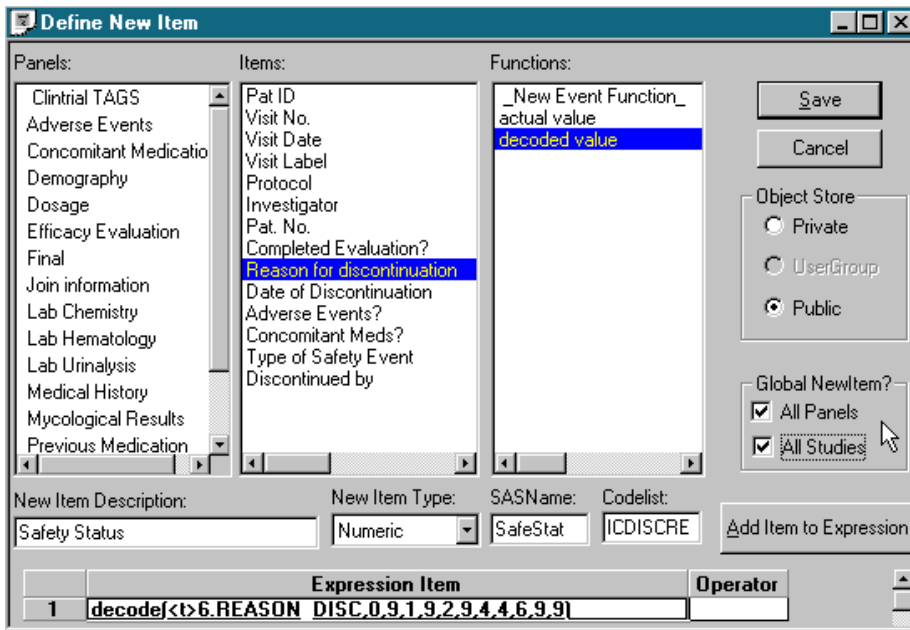 Define New Item
Panels:
Clintrial TAGS
Adverse Events
Concomitant Medicatio
Demography
Dosage
Efficacy Evaluation
Final
Join information
Lab Chemistry
Lab Hematology
Lab Urinalysis
Medical History
Mycological Results
Previous Medication
Items:
Pat ID
Visit No.
Visit Date
Visit Label
Protocol
Investigator
Pat. No.
Completed Evaluation?
Reason for discontinuation
Date of Discontinuation
Adverse Events?
Concomitant Meds?
Type of Safety Event
Discontinued by
Functions:
_New Event Function_
actual value
decoded value
Save
Cancel
Object Store
Private
UserGroup
Public
Global NewItem?
All Panels
All Studies
New Item Description:
Safety Status
New Item Type:
Numeric
SASName:
SafeStat
Codelist:
ICDISCRE
Add Item to Expression
Expression Item Operator
1 decode(<t>6.REASON_DISC,0,9,1,9,2,9,4,4,6,9,9)